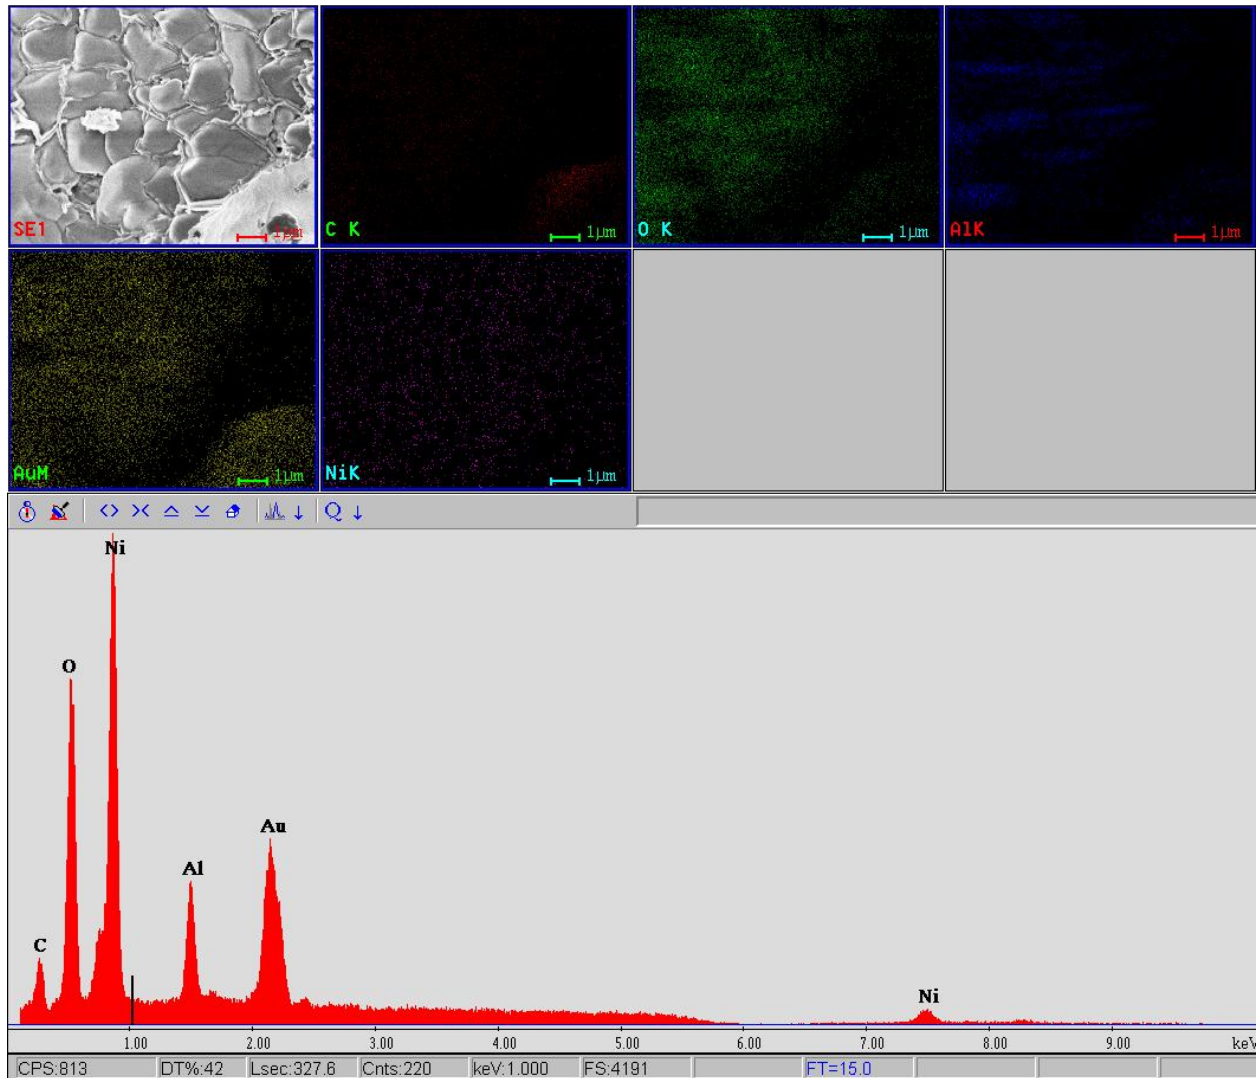 SE1 1µm
C K 1µm
O K 1µm
AlK 1µm
AuM 1µm
NiK 1µm
Q
Ni
O
Au
Al
C
Ni
1.00 2.00 3.00 4.00 5.00 6.00 7.00 8.00 9.00 keV
CPS:813 DT%:42 Lsec:327.6 Cnts:220 keV:1.000 FS:4191 FT=15.0